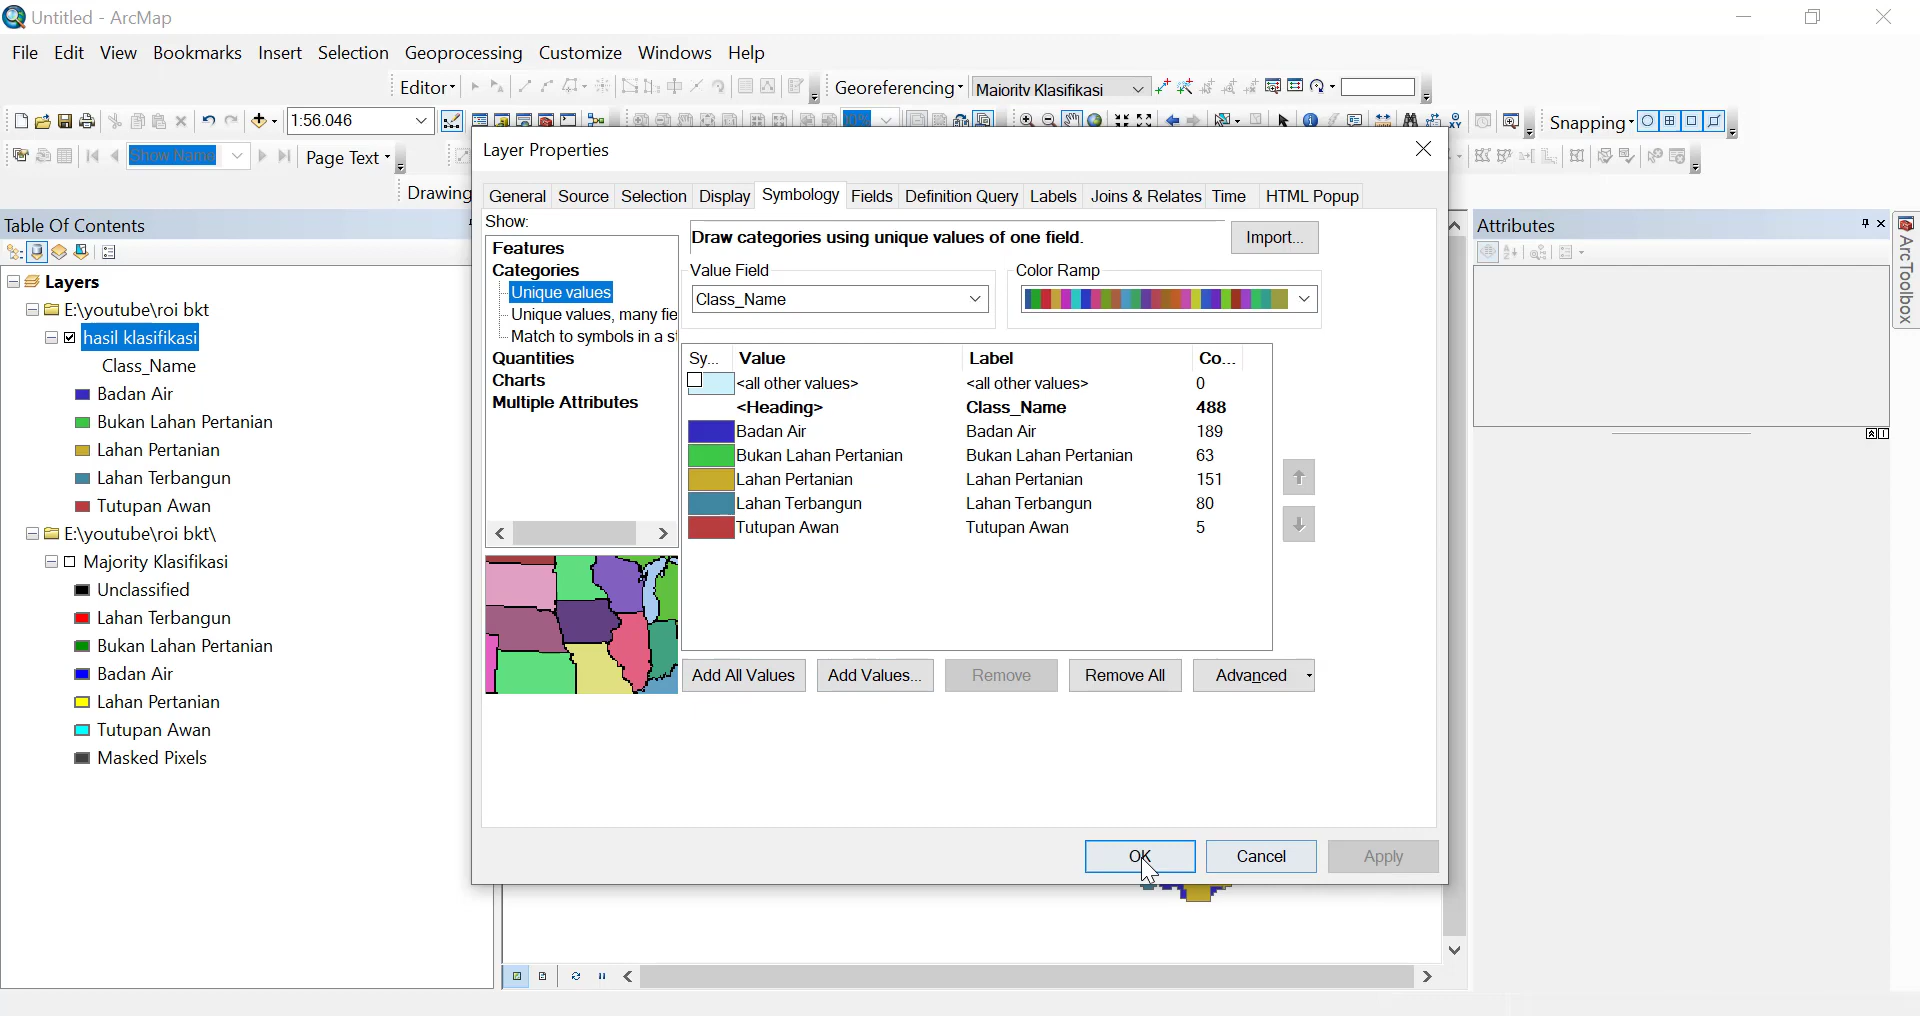 Untitled - ArcMap
File Edit View Bookmarks Insert Selection Geoprocessing Customize Windows Help
Editor Georeferencing Majority Klasifikasi
1:56.046 Snapping
Show Name Page Text
Drawing
Table Of Contents
Layers
E:\youtube\roi bkt
hasil klasifikasi
Class_Name
Badan Air
Bukan Lahan Pertanian
Lahan Pertanian
Lahan Terbangun
Tutupan Awan
E:\youtube\roi bkt\
Majority Klasifikasi
Unclassified
Lahan Terbangun
Bukan Lahan Pertanian
Badan Air
Lahan Pertanian
Tutupan Awan
Masked Pixels
Layer Properties
General Source Selection Display Symbology Fields Definition Query Labels Joins & Relates Time HTML Popup
Show:
Features
Categories
Unique values
Unique values, many fie
Match to symbols in a s
Quantities
Charts
Multiple Attributes
Draw categories using unique values of one field. Import...
Value Field Color Ramp
Class_Name
Sy... Value Label Co...
<all other values> <all other values> 0
<Heading> Class_Name 488
Badan Air Badan Air 189
Bukan Lahan Pertanian Bukan Lahan Pertanian 63
Lahan Pertanian Lahan Pertanian 151
Lahan Terbangun Lahan Terbangun 80
Tutupan Awan Tutupan Awan 5
Add All Values Add Values... Remove Remove All Advanced
OK Cancel Apply
Attributes
ArcToolbox